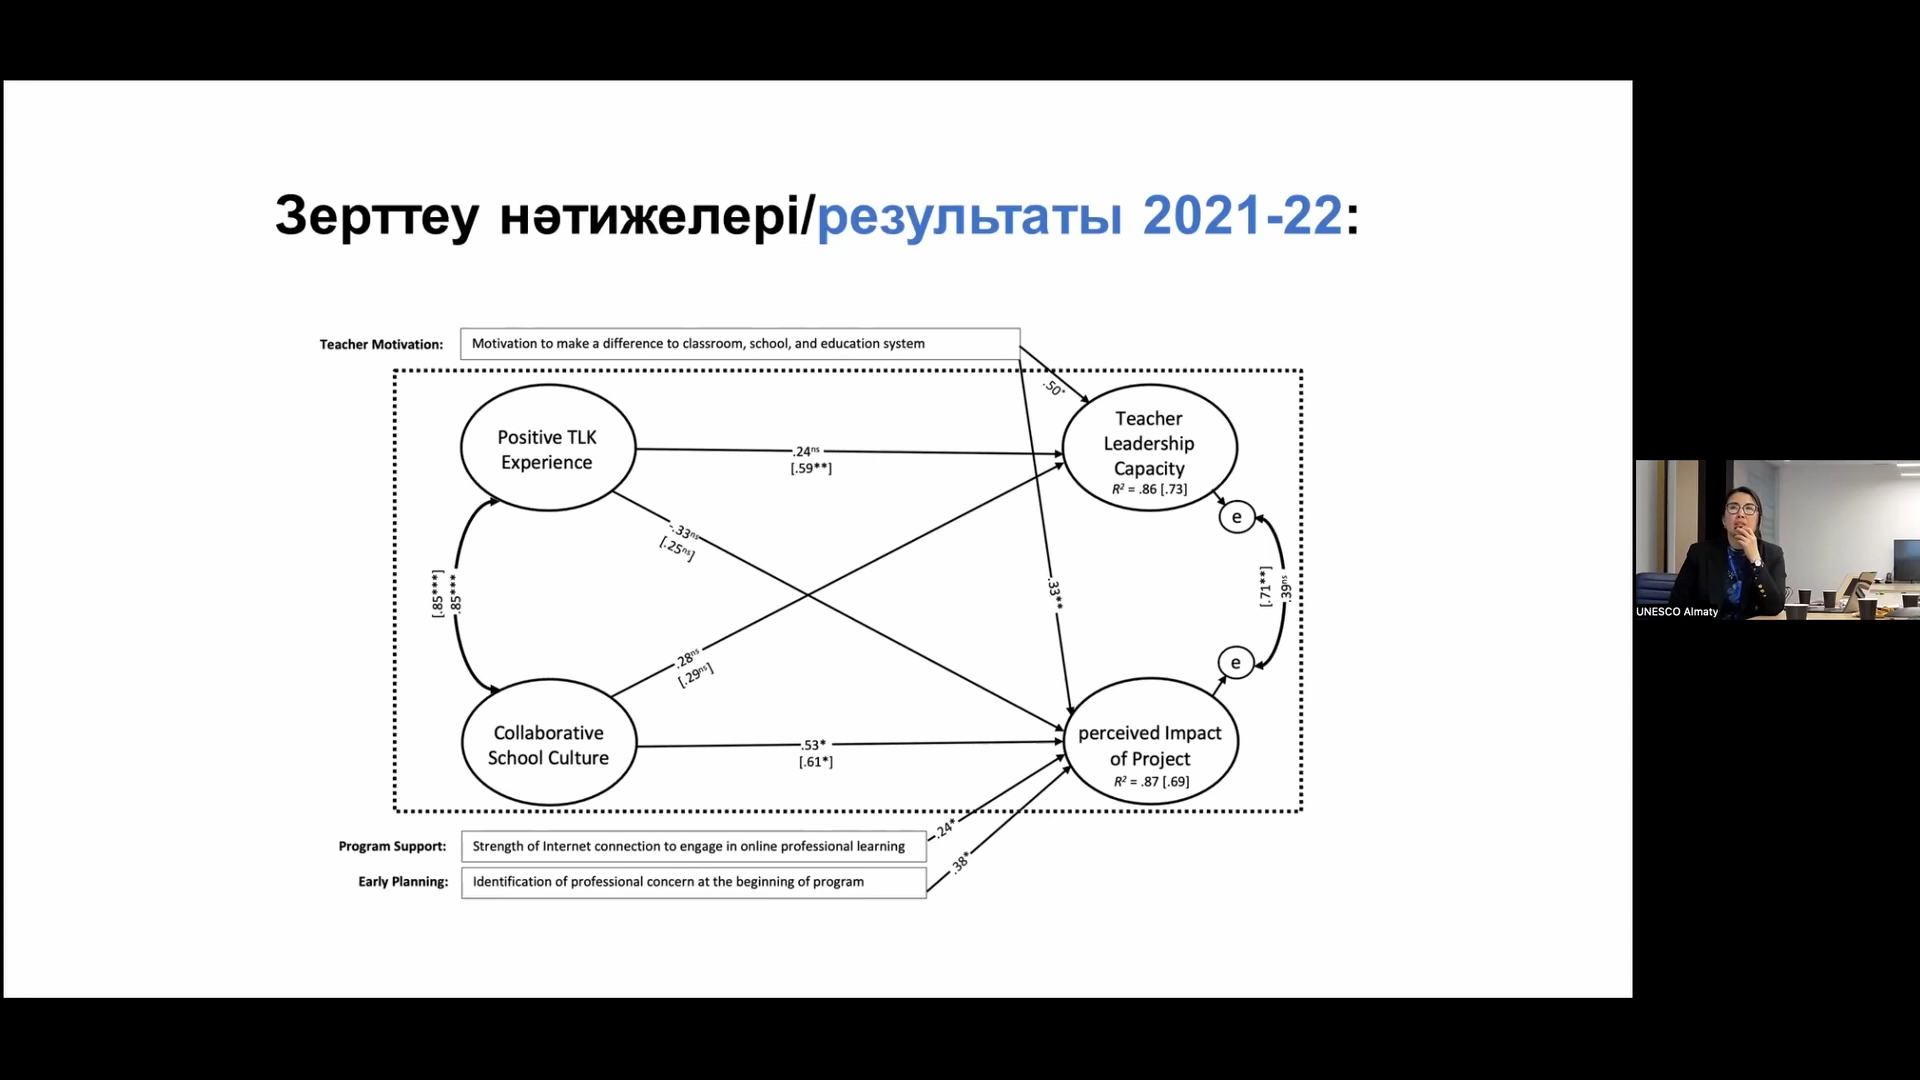 Зерттеу нәтижелері/результаты 2021-22:
Teacher Motivation:
Motivation to make a difference to classroom, school, and education system
.50*
Positive TLK
Experience
Teacher
Leadership
Capacity
R² = .86 [.73]
.24ⁿˢ
[.59**]
e
-.33ⁿˢ
[.25ⁿˢ]
[.85***]
.85***
.33**
[.71**]
.39ⁿˢ
UNESCO Almaty
.28ⁿˢ
[.29ⁿˢ]
e
Collaborative
School Culture
.53*
[.61*]
perceived Impact
of Project
R² = .87 [.69]
Program Support:
Strength of Internet connection to engage in online professional learning
.24*
Early Planning:
Identification of professional concern at the beginning of program
.38*